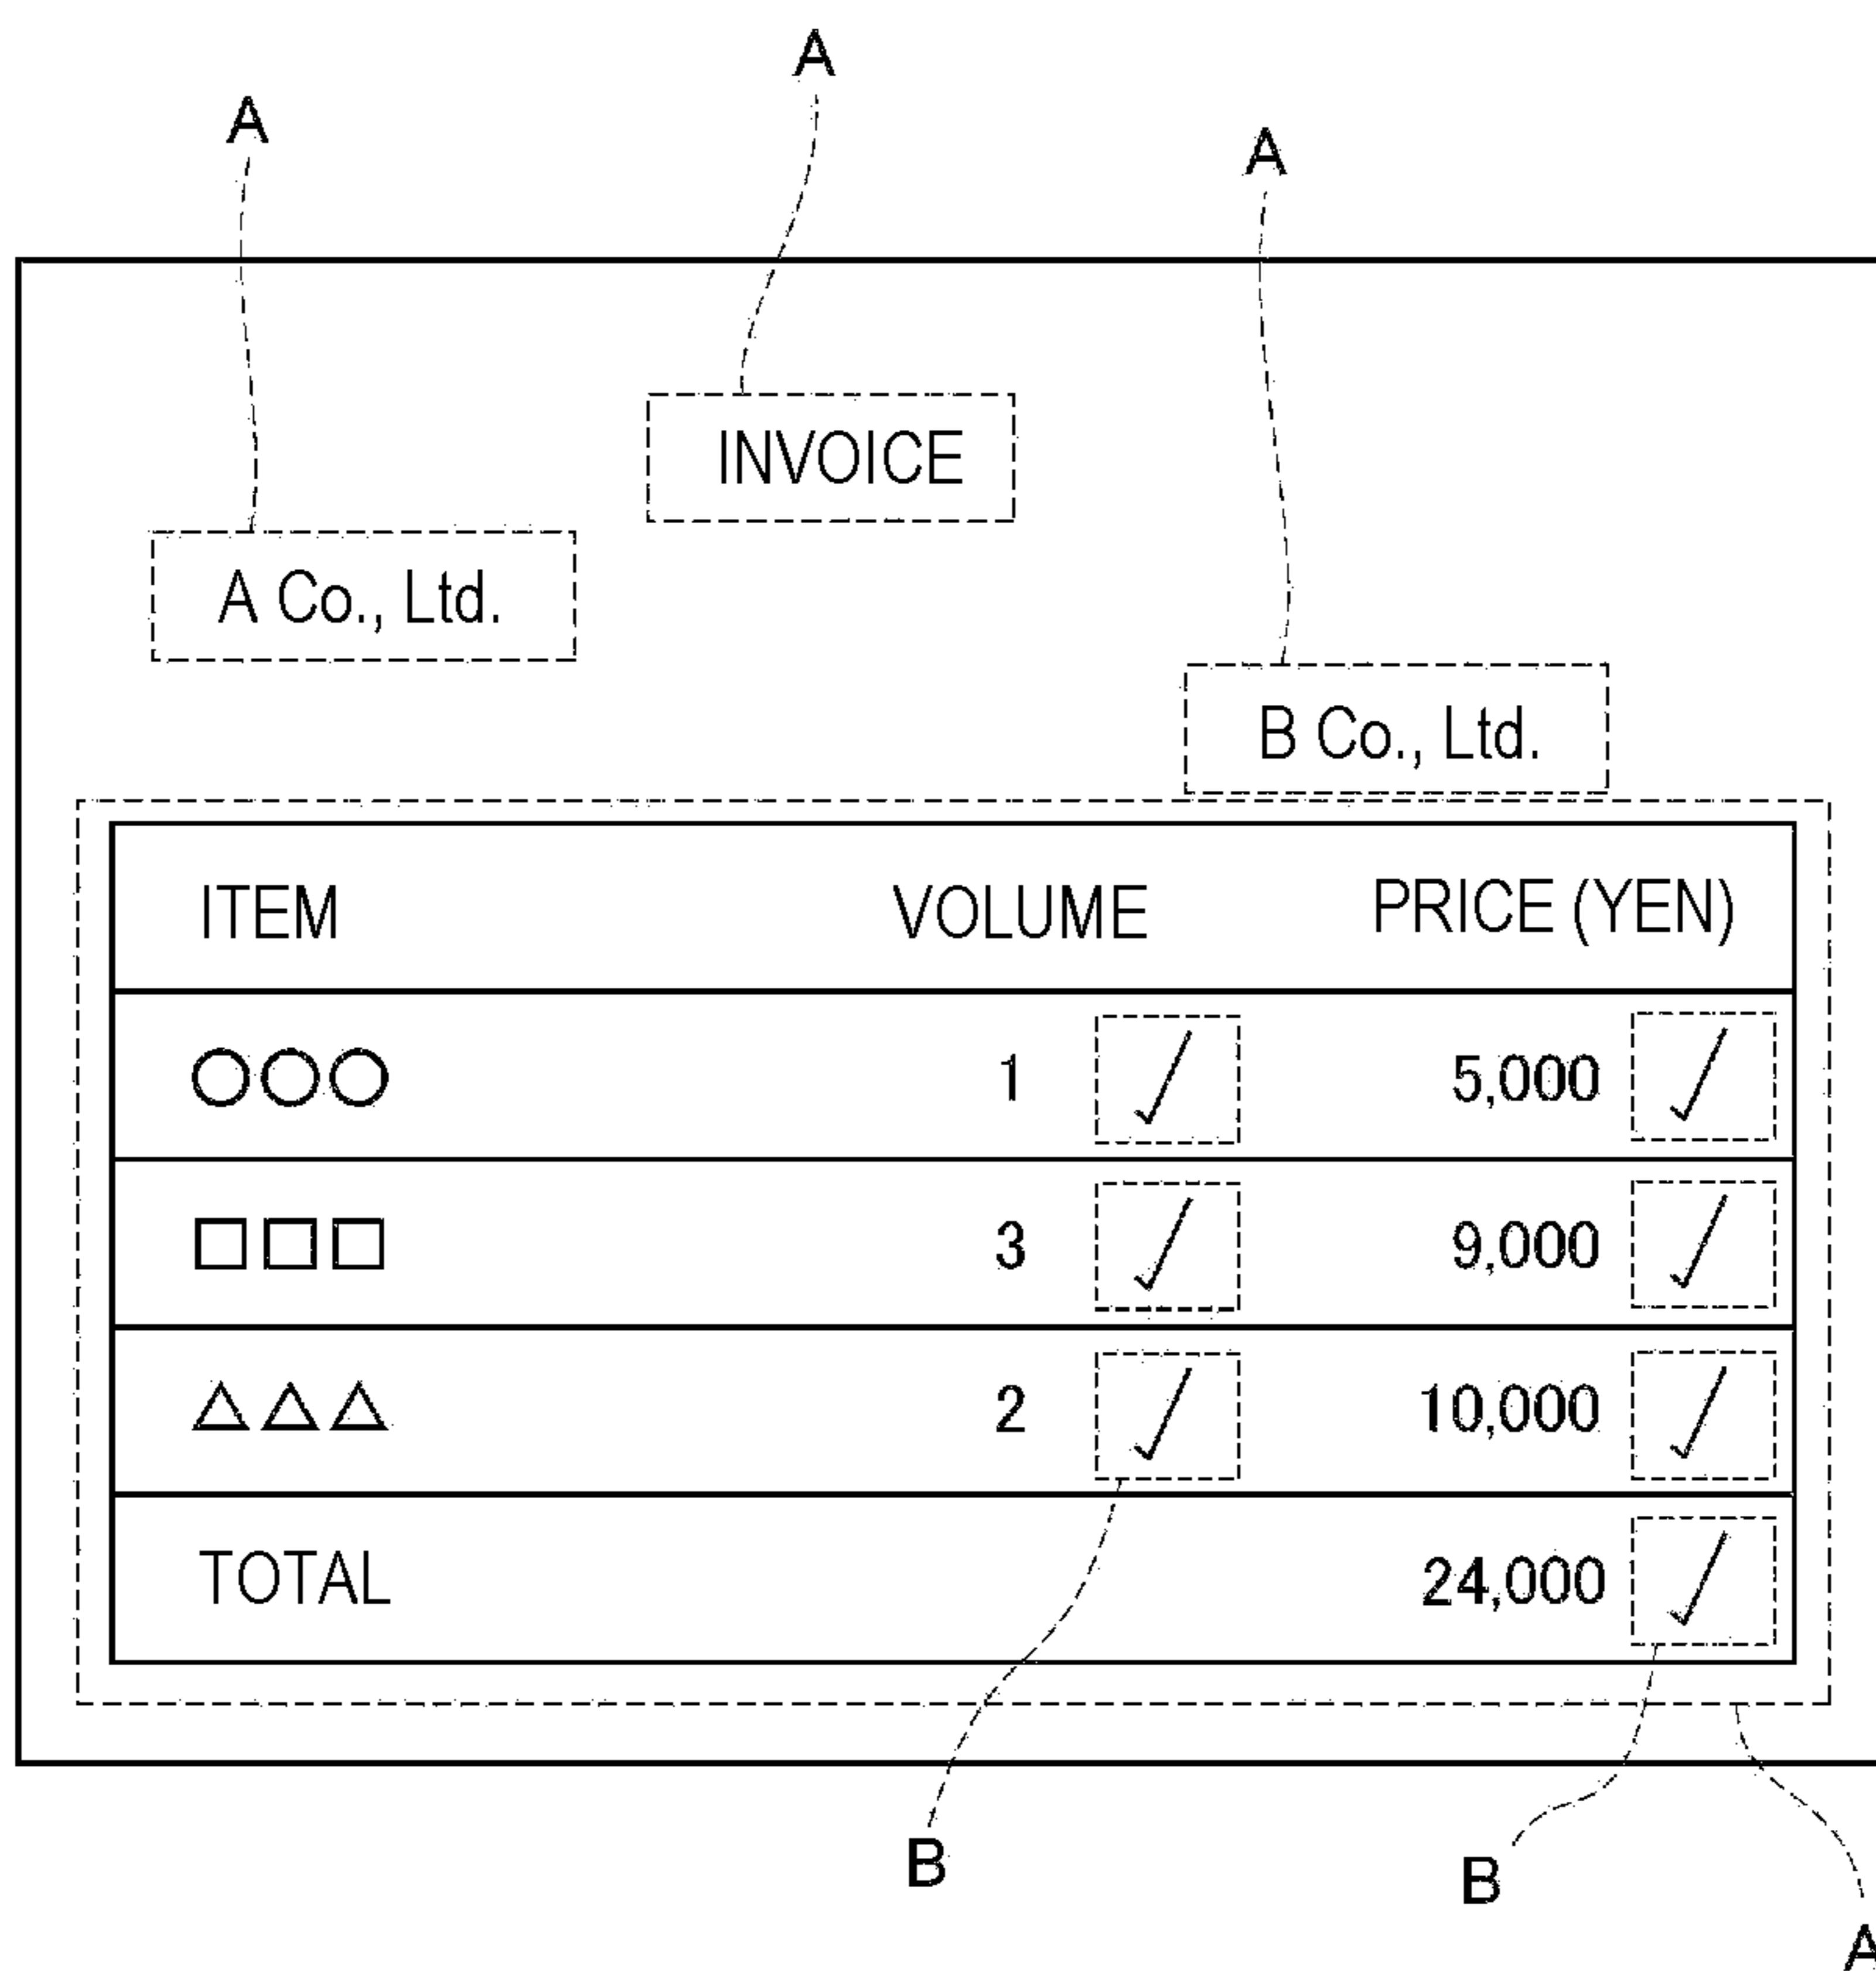 A
A
A
INVOICE
A Co., Ltd.
B Co., Ltd.
ITEM VOLUME PRICE (YEN)
○○○ 1 ✓ 5,000 ✓
□□□ 3 ✓ 9,000 ✓
△△△ 2 ✓ 10,000 ✓
TOTAL 24,000 ✓
B
B
A